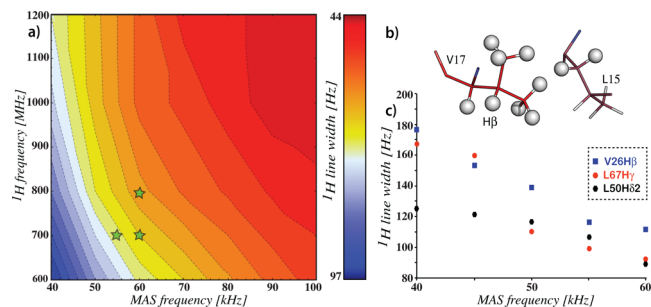 a)
1200
1100
1000
900
800
700
600
¹H frequency [MHz]
40 50 60 70 80 90 100
MAS frequency [kHz]
44
97
¹H line width [Hz]
b)
V17
Hβ
L15
c)
180
160
140
120
100
80
¹H line width [Hz]
V26Hβ
L67Hγ
L50Hδ2
40 45 50 55 60
MAS frequency [kHz]